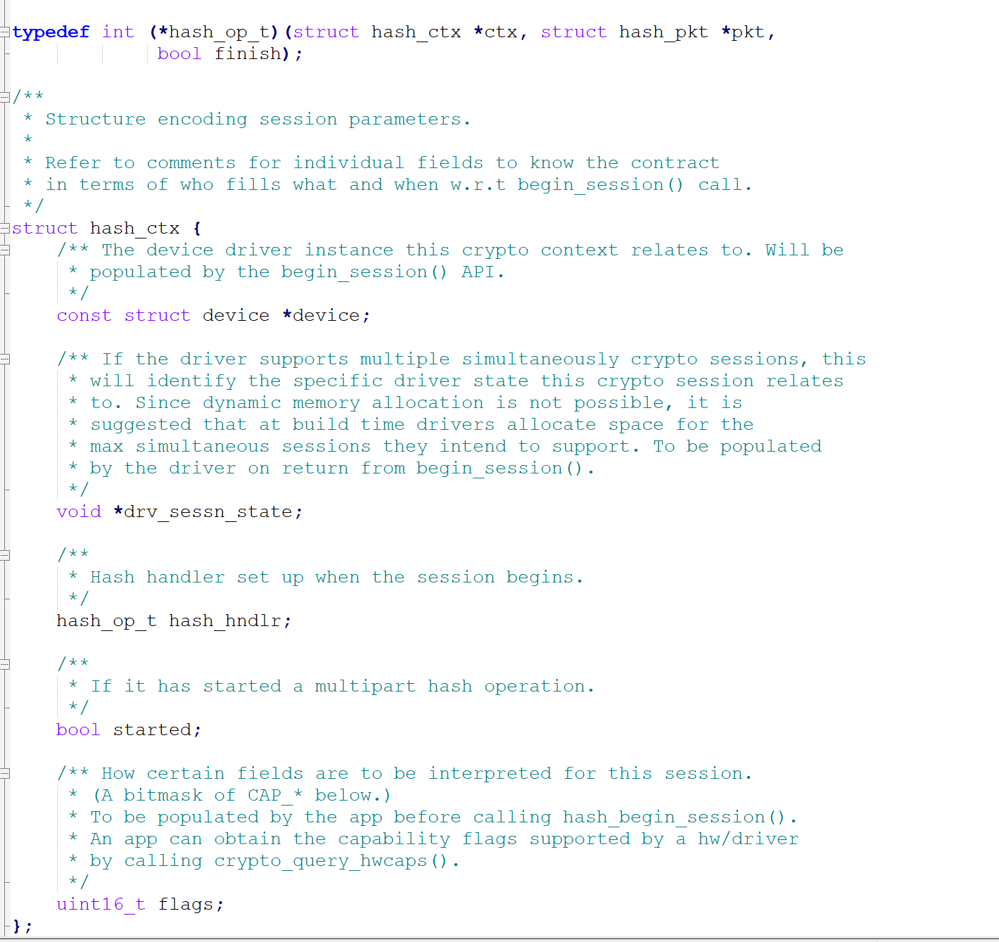 typedef int (*hash_op_t)(struct hash_ctx *ctx, struct hash_pkt *pkt,
bool finish);
/**
* Structure encoding session parameters.
*
* Refer to comments for individual fields to know the contract
* in terms of who fills what and when w.r.t begin_session() call.
*/
struct hash_ctx {
/** The device driver instance this crypto context relates to. Will be
* populated by the begin_session() API.
*/
const struct device *device;
/** If the driver supports multiple simultaneously crypto sessions, this
* will identify the specific driver state this crypto session relates
* to. Since dynamic memory allocation is not possible, it is
* suggested that at build time drivers allocate space for the
* max simultaneous sessions they intend to support. To be populated
* by the driver on return from begin_session().
*/
void *drv_sessn_state;
/**
* Hash handler set up when the session begins.
*/
hash_op_t hash_hndlr;
/**
* If it has started a multipart hash operation.
*/
bool started;
/** How certain fields are to be interpreted for this session.
* (A bitmask of CAP_* below.)
* To be populated by the app before calling hash_begin_session().
* An app can obtain the capability flags supported by a hw/driver
* by calling crypto_query_hwcaps().
*/
uint16_t flags;
};